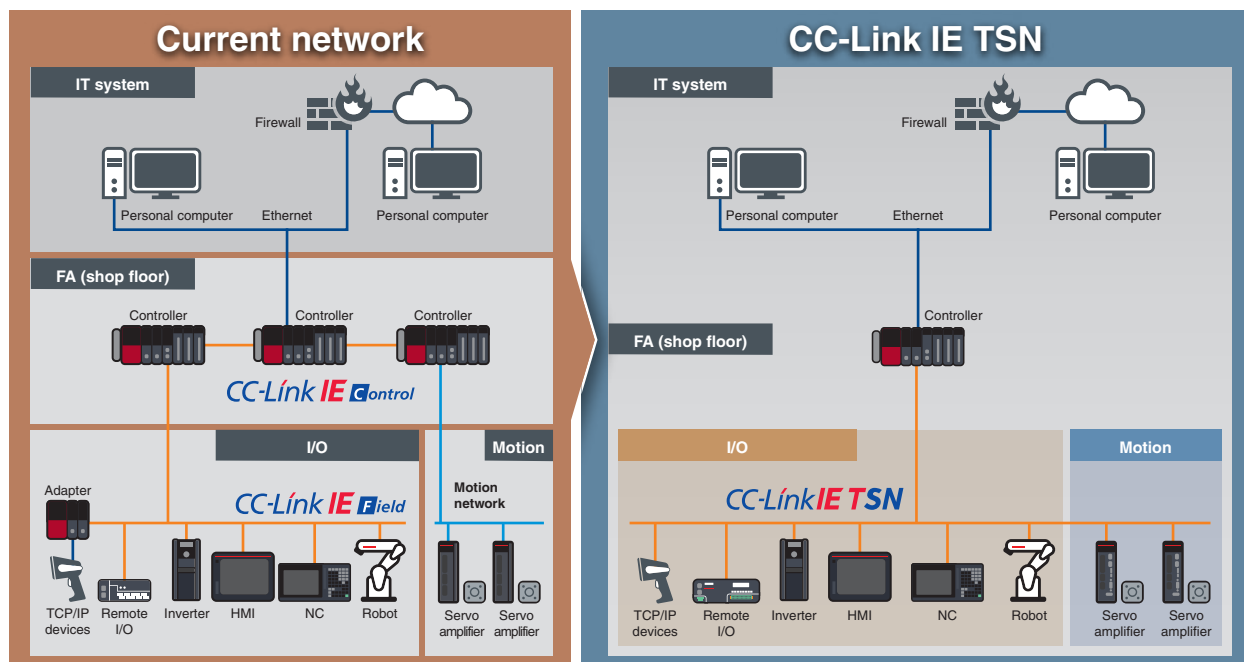 Current network
IT system
Firewall
Personal computer
Ethernet
Personal computer
FA (shop floor)
Controller
Controller
Controller
CC-Link IE Control
I/O
Motion
Adapter
CC-Link IE Field
Motion
network
TCP/IP
devices
Remote
I/O
Inverter
HMI
NC
Robot
Servo
amplifier
Servo
amplifier
CC-Link IE TSN
IT system
Firewall
Personal computer
Ethernet
Personal computer
Controller
FA (shop floor)
I/O
Motion
CC-Link IE TSN
TCP/IP
devices
Remote
I/O
Inverter
HMI
NC
Robot
Servo
amplifier
Servo
amplifier